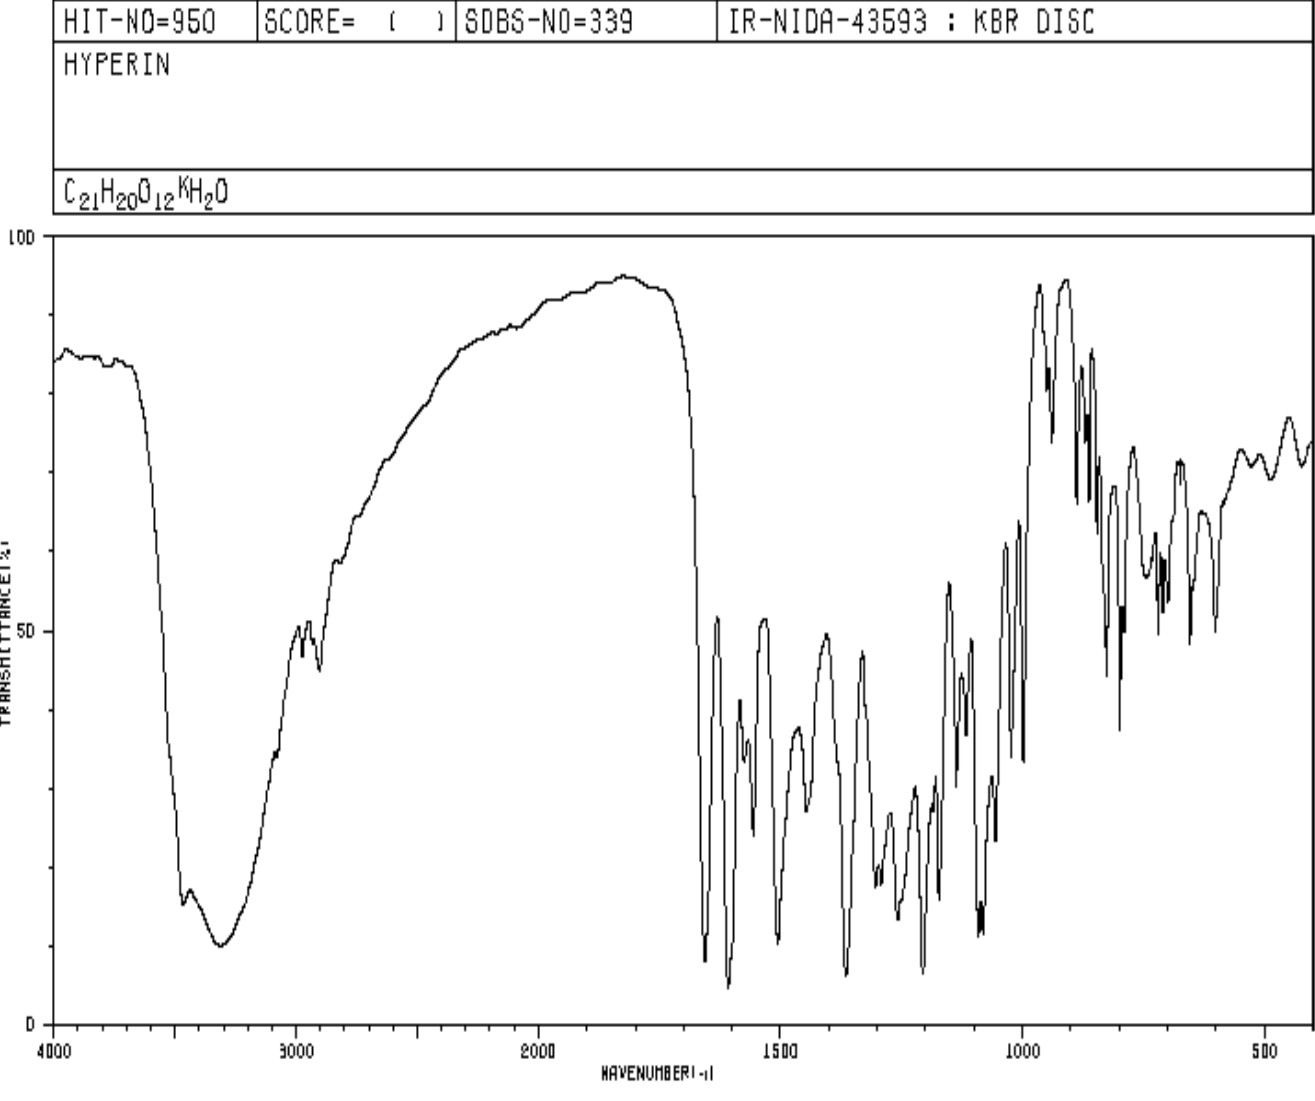 HIT-NO=950 SCORE= ( ) SDBS-NO=339 IR-NIDA-43593 : KBR DISC
HYPERIN
C21H20O12KH2O
100
50
0
TRANSMITTANCE(%)
4000 3000 2000 1500 1000 500
WAVENUMBER(-1)